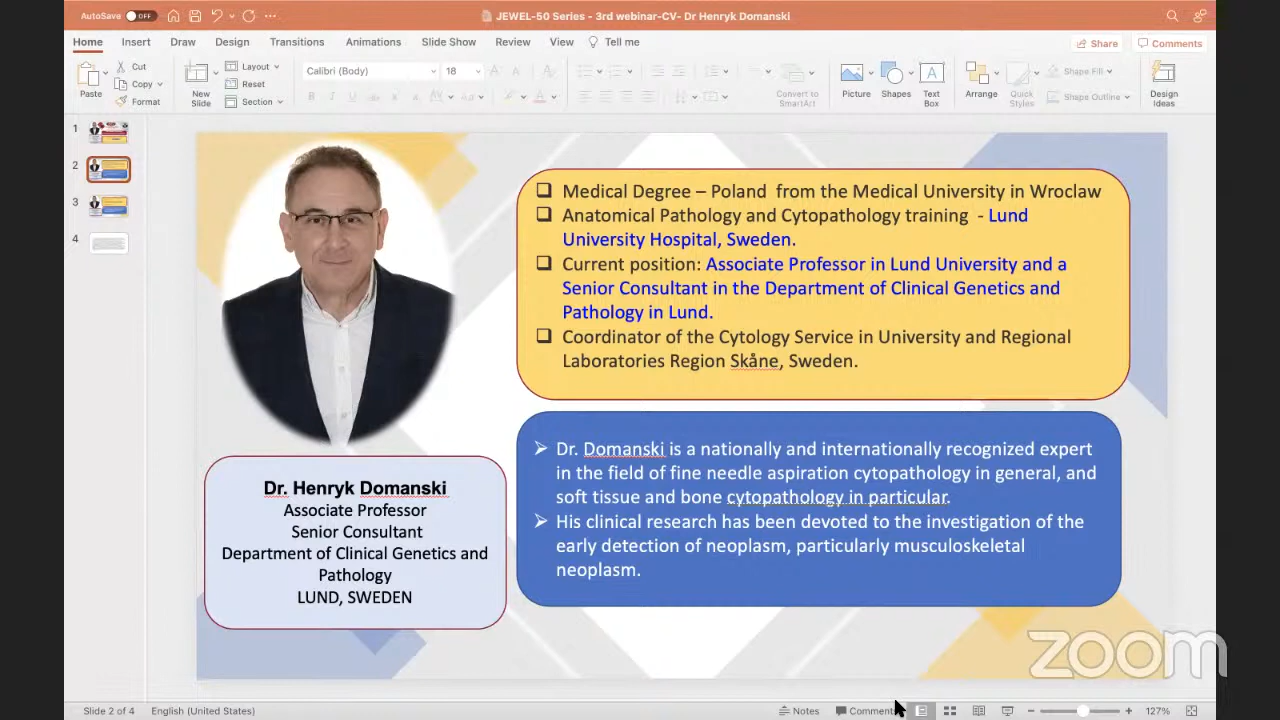 AutoSave OFF
JEWEL-50 Series - 3rd webinar-CV- Dr Henryk Domanski
Home Insert Draw Design Transitions Animations Slide Show Review View Tell me
Share Comments
Paste
Cut
Copy
Format
New
Slide
Layout
Reset
Section
Calibri (Body) 18
Convert to
SmartArt
Picture
Shapes
Text
Box
Arrange
Quick
Styles
Shape Fill
Shape Outline
Design
Ideas
1
2
3
4
Medical Degree – Poland from the Medical University in Wroclaw
Anatomical Pathology and Cytopathology training - Lund
University Hospital, Sweden.
Current position: Associate Professor in Lund University and a
Senior Consultant in the Department of Clinical Genetics and
Pathology in Lund.
Coordinator of the Cytology Service in University and Regional
Laboratories Region Skåne, Sweden.
Dr. Henryk Domanski
Associate Professor
Senior Consultant
Department of Clinical Genetics and
Pathology
LUND, SWEDEN
Dr. Domanski is a nationally and internationally recognized expert
in the field of fine needle aspiration cytopathology in general, and
soft tissue and bone cytopathology in particular.
His clinical research has been devoted to the investigation of the
early detection of neoplasm, particularly musculoskeletal
neoplasm.
zoom
Slide 2 of 4 English (United States)
Notes Comments 127%